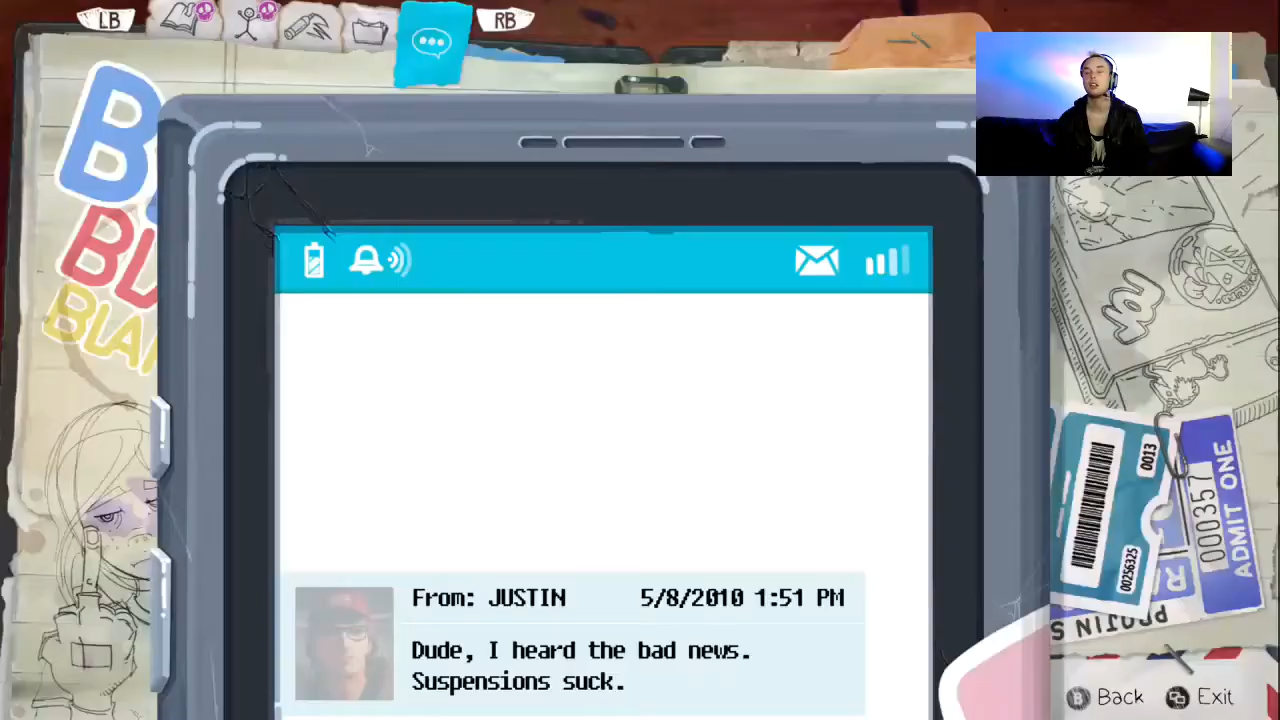 LB
RB
From: JUSTIN 5/8/2010 1:51 PM
Dude, I heard the bad news.
Suspensions suck.
0013
00256325
000357
ADMIT ONE
Back
Exit